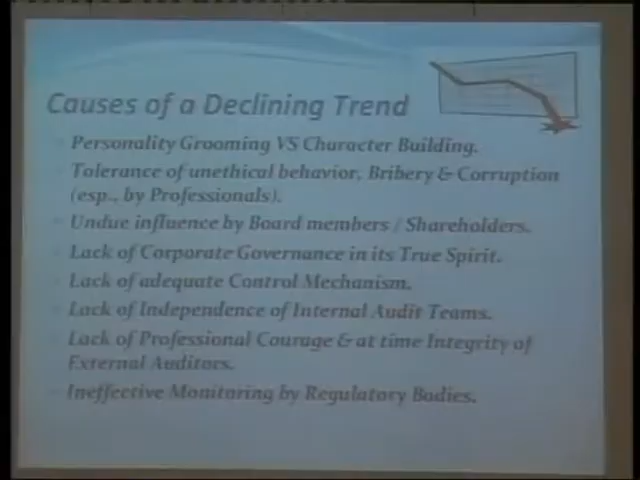 Causes of a Declining Trend
Personality Grooming VS Character Building.
Tolerance of unethical behavior, Bribery & Corruption
(esp., by Professionals).
Undue influence by Board members / Shareholders.
Lack of Corporate Governance in its True Spirit.
Lack of adequate Control Mechanism.
Lack of Independence of Internal Audit Teams.
Lack of Professional Courage & at time Integrity of
External Auditors.
Ineffective Monitoring by Regulatory Bodies.